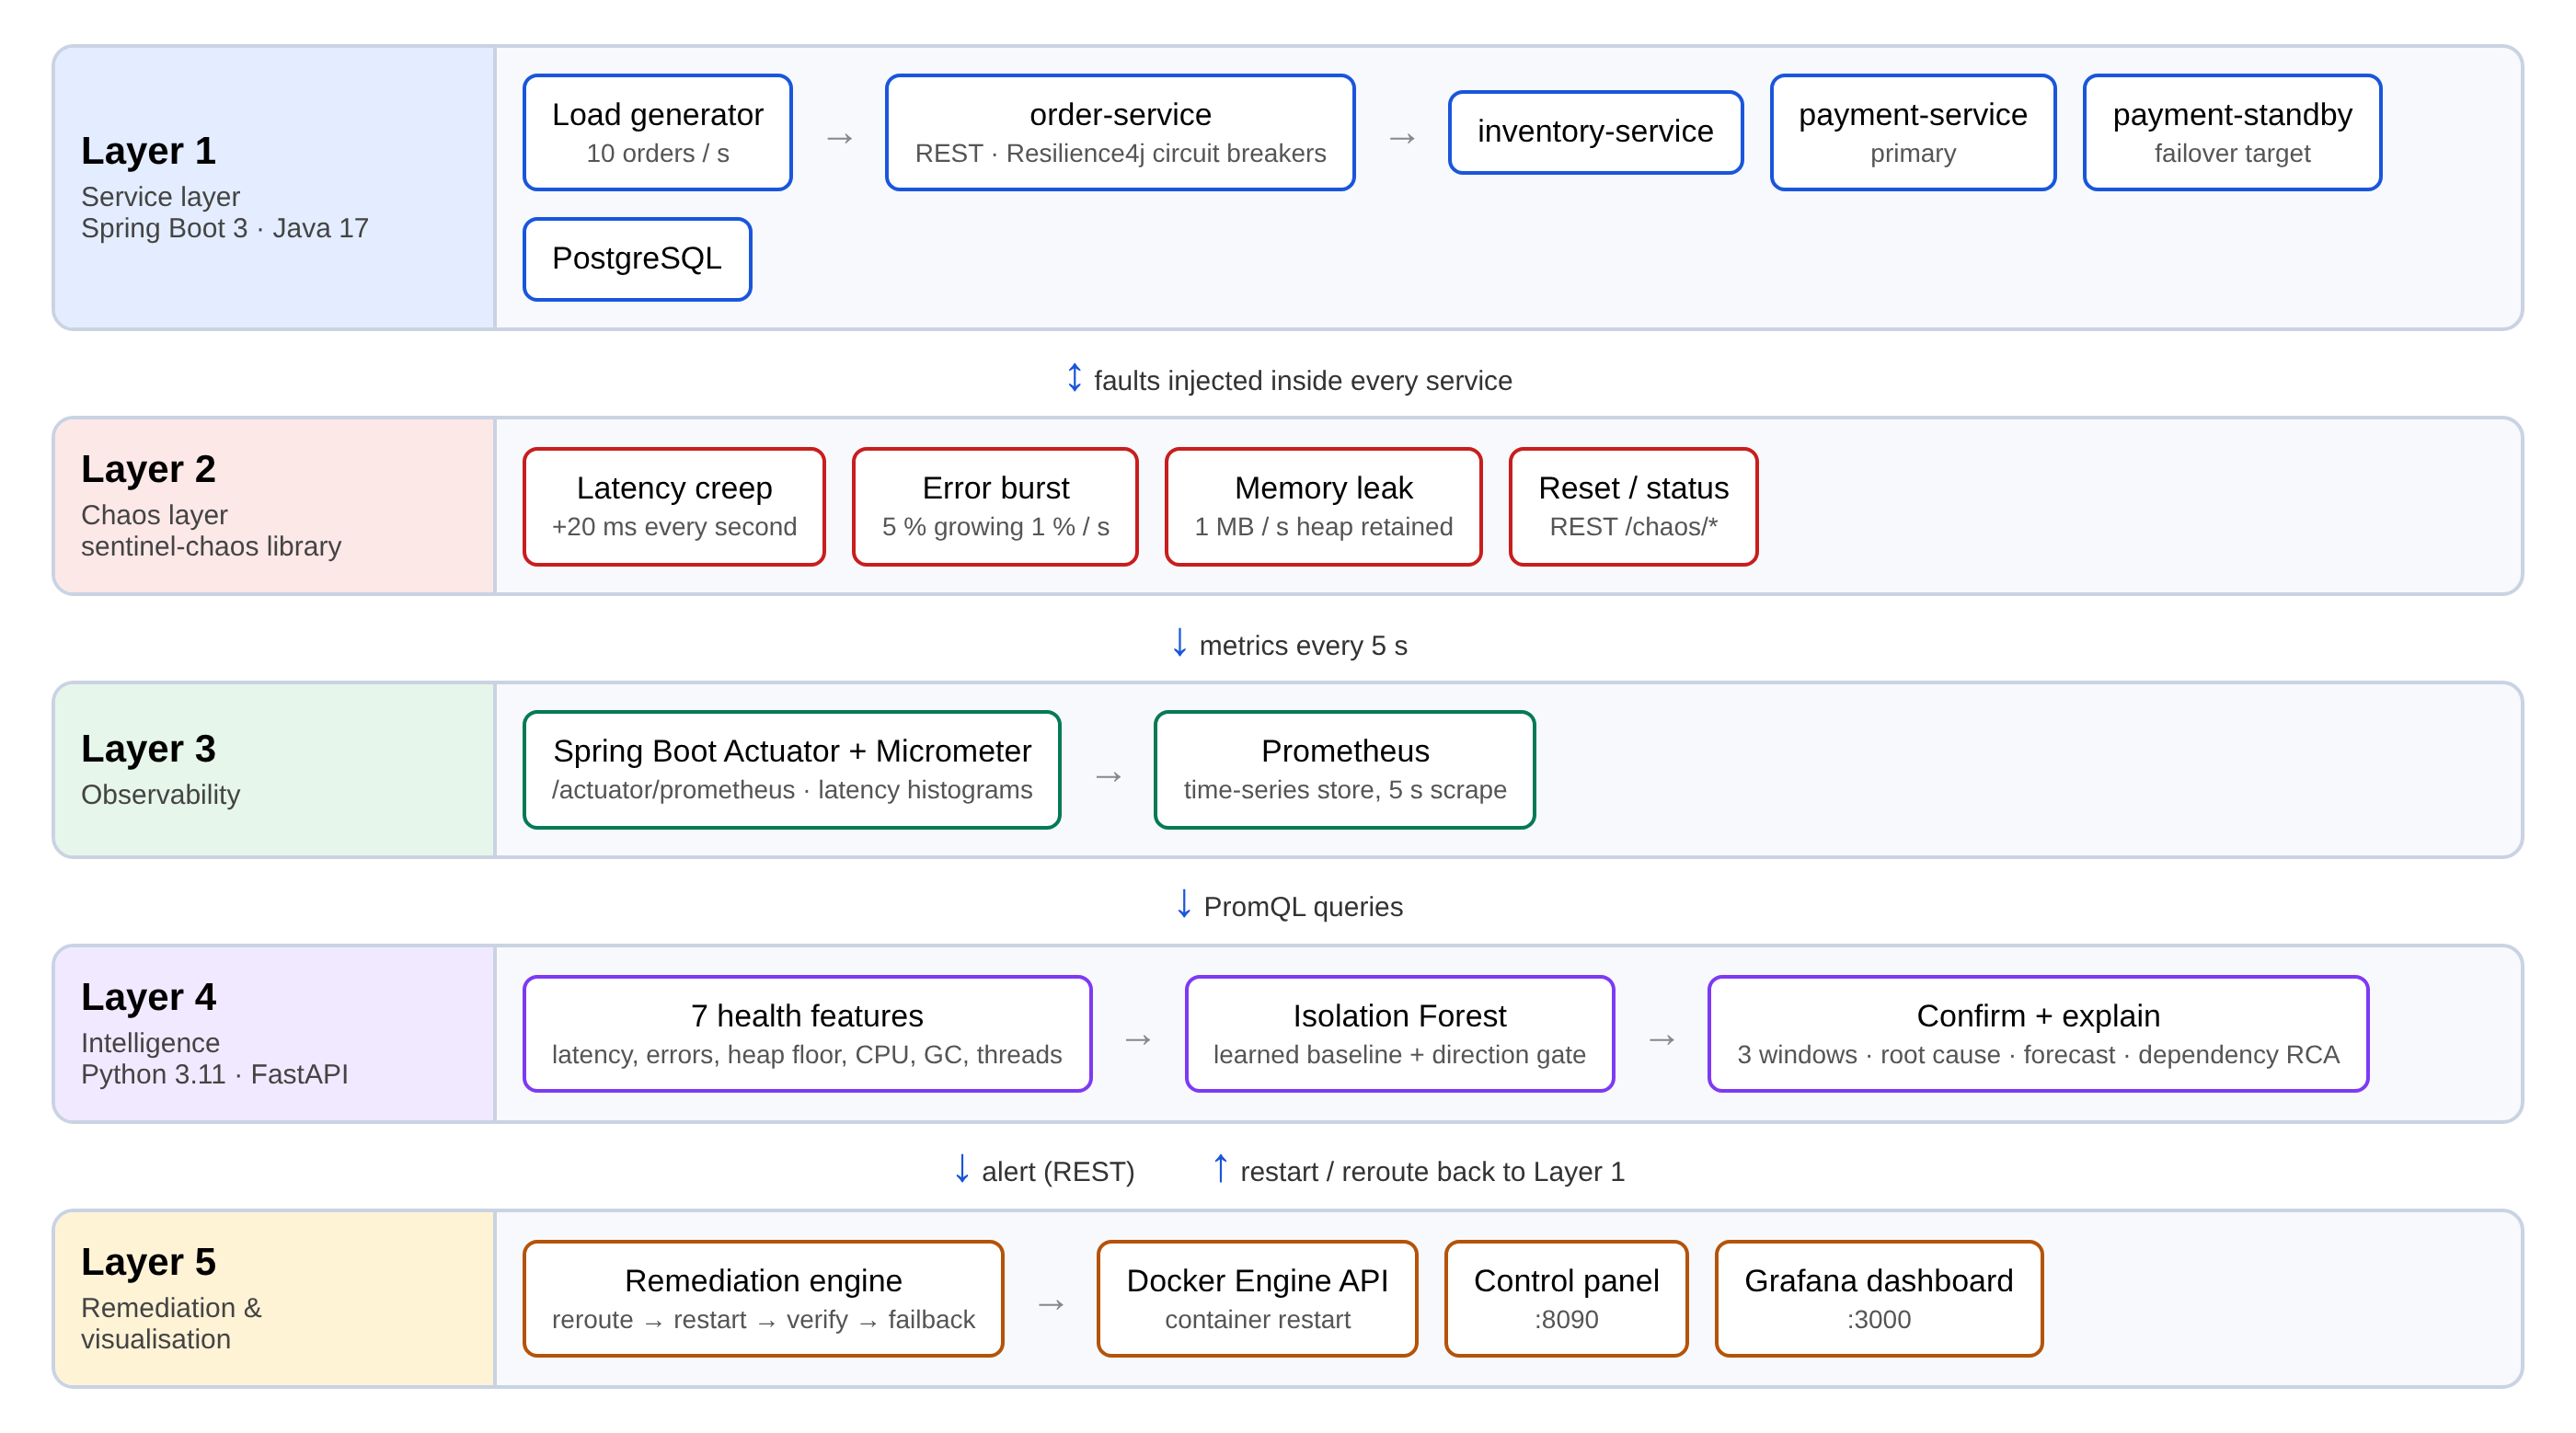 Layer 1
Service layer
Spring Boot 3 · Java 17
Load generator
10 orders / s
→
order-service
REST · Resilience4j circuit breakers
→
inventory-service
payment-service
primary
payment-standby
failover target
PostgreSQL
↕ faults injected inside every service
Layer 2
Chaos layer
sentinel-chaos library
Latency creep
+20 ms every second
Error burst
5 % growing 1 % / s
Memory leak
1 MB / s heap retained
Reset / status
REST /chaos/*
↓ metrics every 5 s
Layer 3
Observability
Spring Boot Actuator + Micrometer
/actuator/prometheus · latency histograms
→
Prometheus
time-series store, 5 s scrape
↓ PromQL queries
Layer 4
Intelligence
Python 3.11 · FastAPI
7 health features
latency, errors, heap floor, CPU, GC, threads
→
Isolation Forest
learned baseline + direction gate
→
Confirm + explain
3 windows · root cause · forecast · dependency RCA
↓ alert (REST) ↑ restart / reroute back to Layer 1
Layer 5
Remediation &
visualisation
Remediation engine
reroute → restart → verify → failback
→
Docker Engine API
container restart
Control panel
:8090
Grafana dashboard
:3000